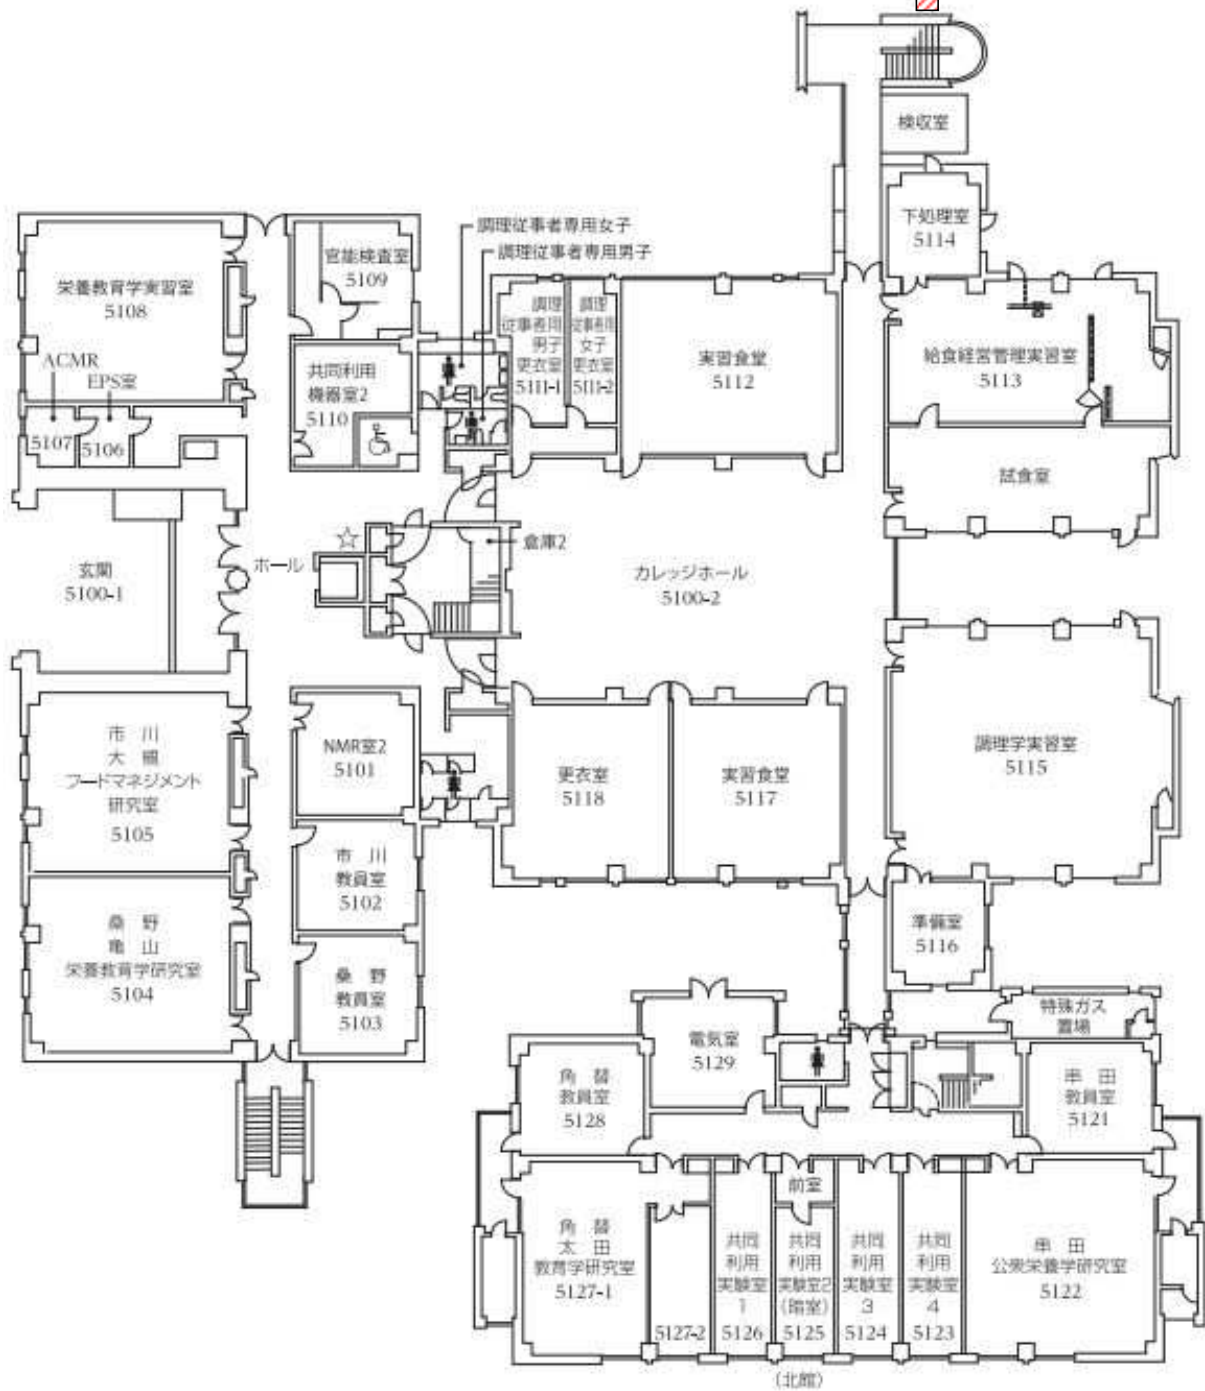 検収室
下処理室
5114
調理従事者専用女子
調理従事者専用男子
官能検査室
5109
栄養教育学実習室
5108
調理
従事者用
男子
更衣室
5111-1
調理
従事者用
女子
更衣室
5111-2
実習食堂
5112
給食経営管理実習室
5113
ACMR
EPS室
共同利用
機器室2
5110
5107
5106
試食室
☆
倉庫2
ホール
玄関
5100-1
カレッジホール
5100-2
市 川
大 槻
フードマネジメント
研究室
5105
NMR室2
5101
更衣室
5118
実習食堂
5117
調理学実習室
5115
市 川
教員室
5102
桑 野
亀 山
栄養教育学研究室
5104
桑 野
教員室
5103
準備室
5116
特殊ガス
置場
電気室
5129
角 替
教員室
5128
串 田
教員室
5121
前室
角 替
太 田
教育学研究室
5127-1
5127-2
共同
利用
実験室
1
5126
共同
利用
実験室2
(暗室)
5125
共同
利用
実験室
3
5124
共同
利用
実験室
4
5123
串 田
公衆栄養学研究室
5122
(北館)